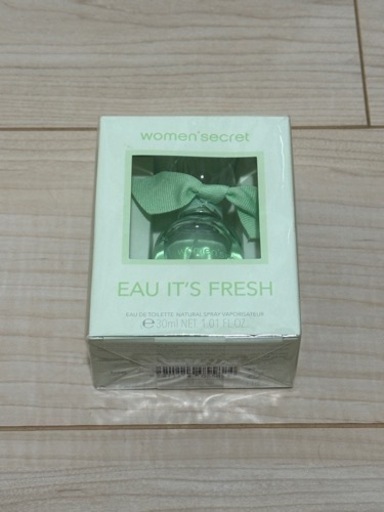 women'secret
EAU IT'S FRESH
EAU DE TOILETTE NATURAL SPRAY VAPORISATEUR
℮30ml NET 1.01 FL.OZ.